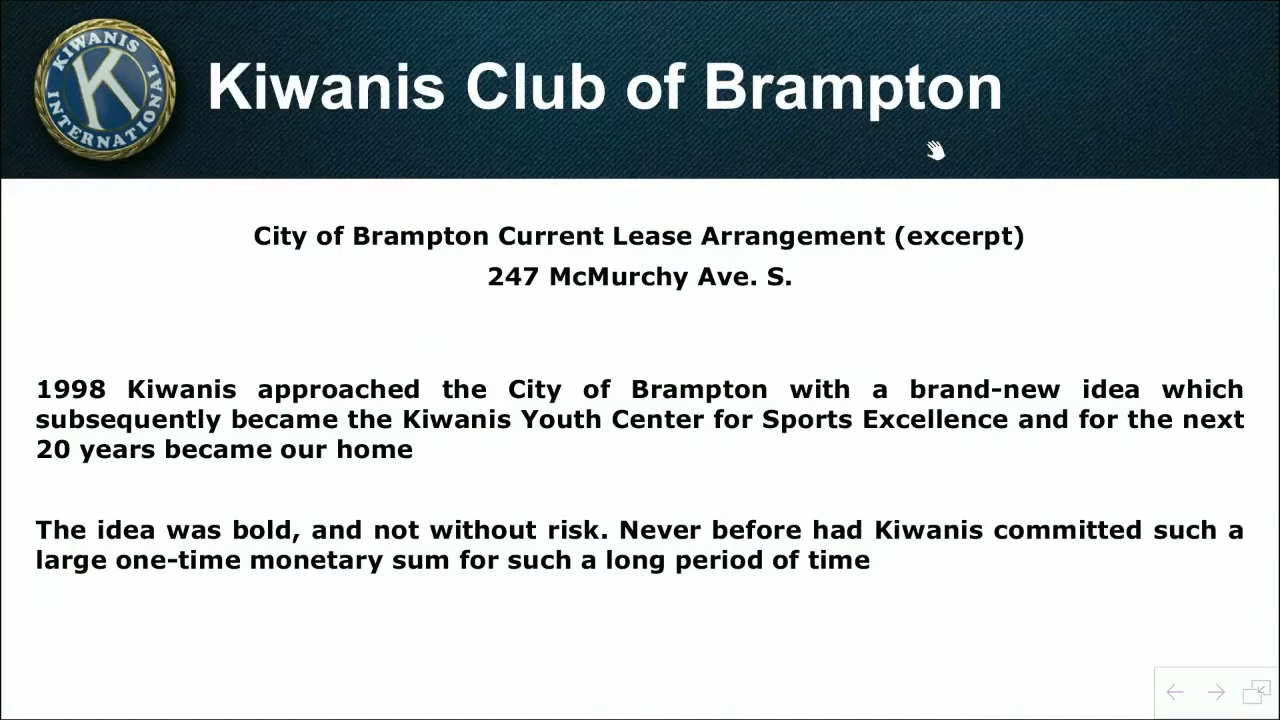 KIWANIS
K
INTERNATIONAL
Kiwanis Club of Brampton
City of Brampton Current Lease Arrangement (excerpt)
247 McMurchy Ave. S.
1998 Kiwanis approached the City of Brampton with a brand-new idea which
subsequently became the Kiwanis Youth Center for Sports Excellence and for the next
20 years became our home
The idea was bold, and not without risk. Never before had Kiwanis committed such a
large one-time monetary sum for such a long period of time